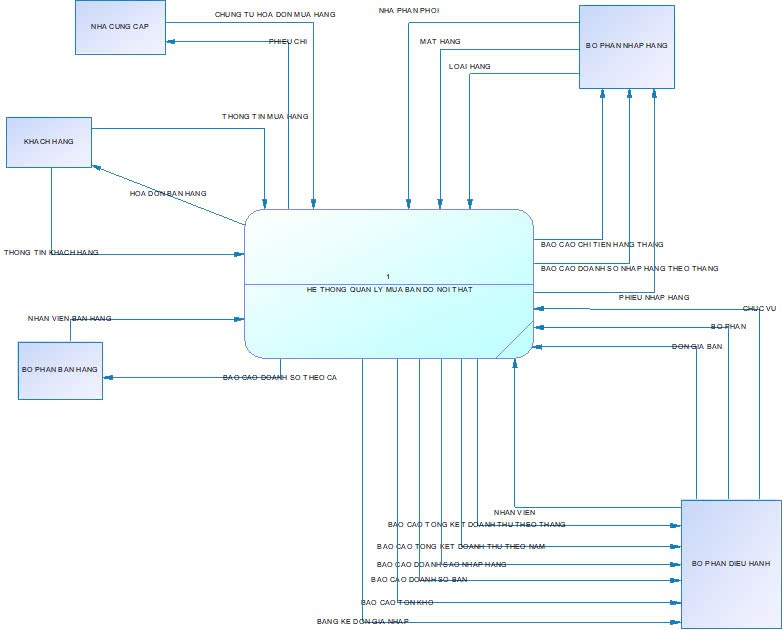 NHA PHAN PHOI
CHUNG TU HOA DON MUA HANG
NHA CUNG CAP
PHIEU CHI
MAT HANG
BO PHAN NHAP HANG
LOAI HANG
THONG TIN MUA HANG
KHACH HANG
HOA DON BAN HANG
THONG TIN KHACH HANG
BAO CAO CHI TIEN HANG THANG
BAO CAO DOANH SO NHAP HANG THEO THANG
1
HE THONG QUAN LY MUA BAN DO NOI THAT
PHIEU NHAP HANG
CHUC VU
NHAN VIEN BAN HANG
BO PHAN
DON GIA BAN
BO PHAN BAN HANG
BAO CAO DOANH SO THEO CA
NHAN VIEN
BAO CAO TONG KET DOANH THU THEO THANG
BAO CAO TONG KET DOANH THU THEO NAM
BAO CAO DOANH SAO NHAP HANG
BO PHAN DIEU HANH
BAO CAO DOANH SO BAN
BAO CAO TON KHO
BANG KE DON GIA NHAP